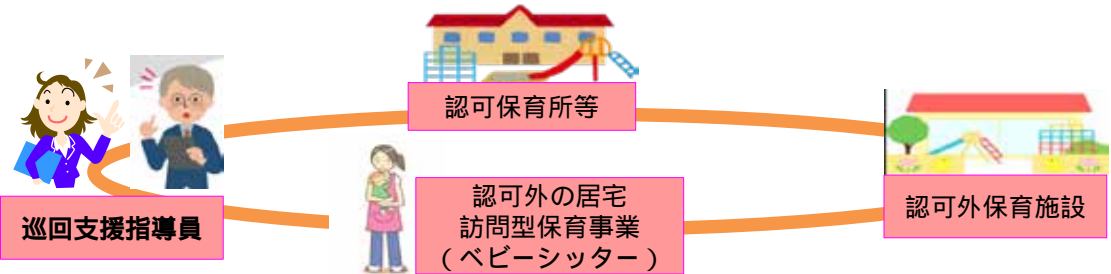 認可保育所等
巡回支援指導員
認可外の居宅
訪問型保育事業
（ベビーシッター）
認可外保育施設